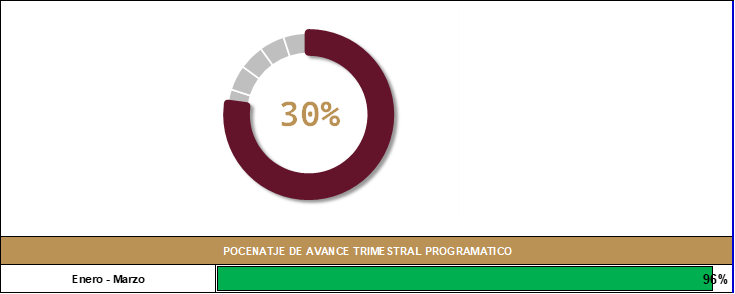 30%
POCENATJE DE AVANCE TRIMESTRAL PROGRAMATICO
Enero - Marzo
96%